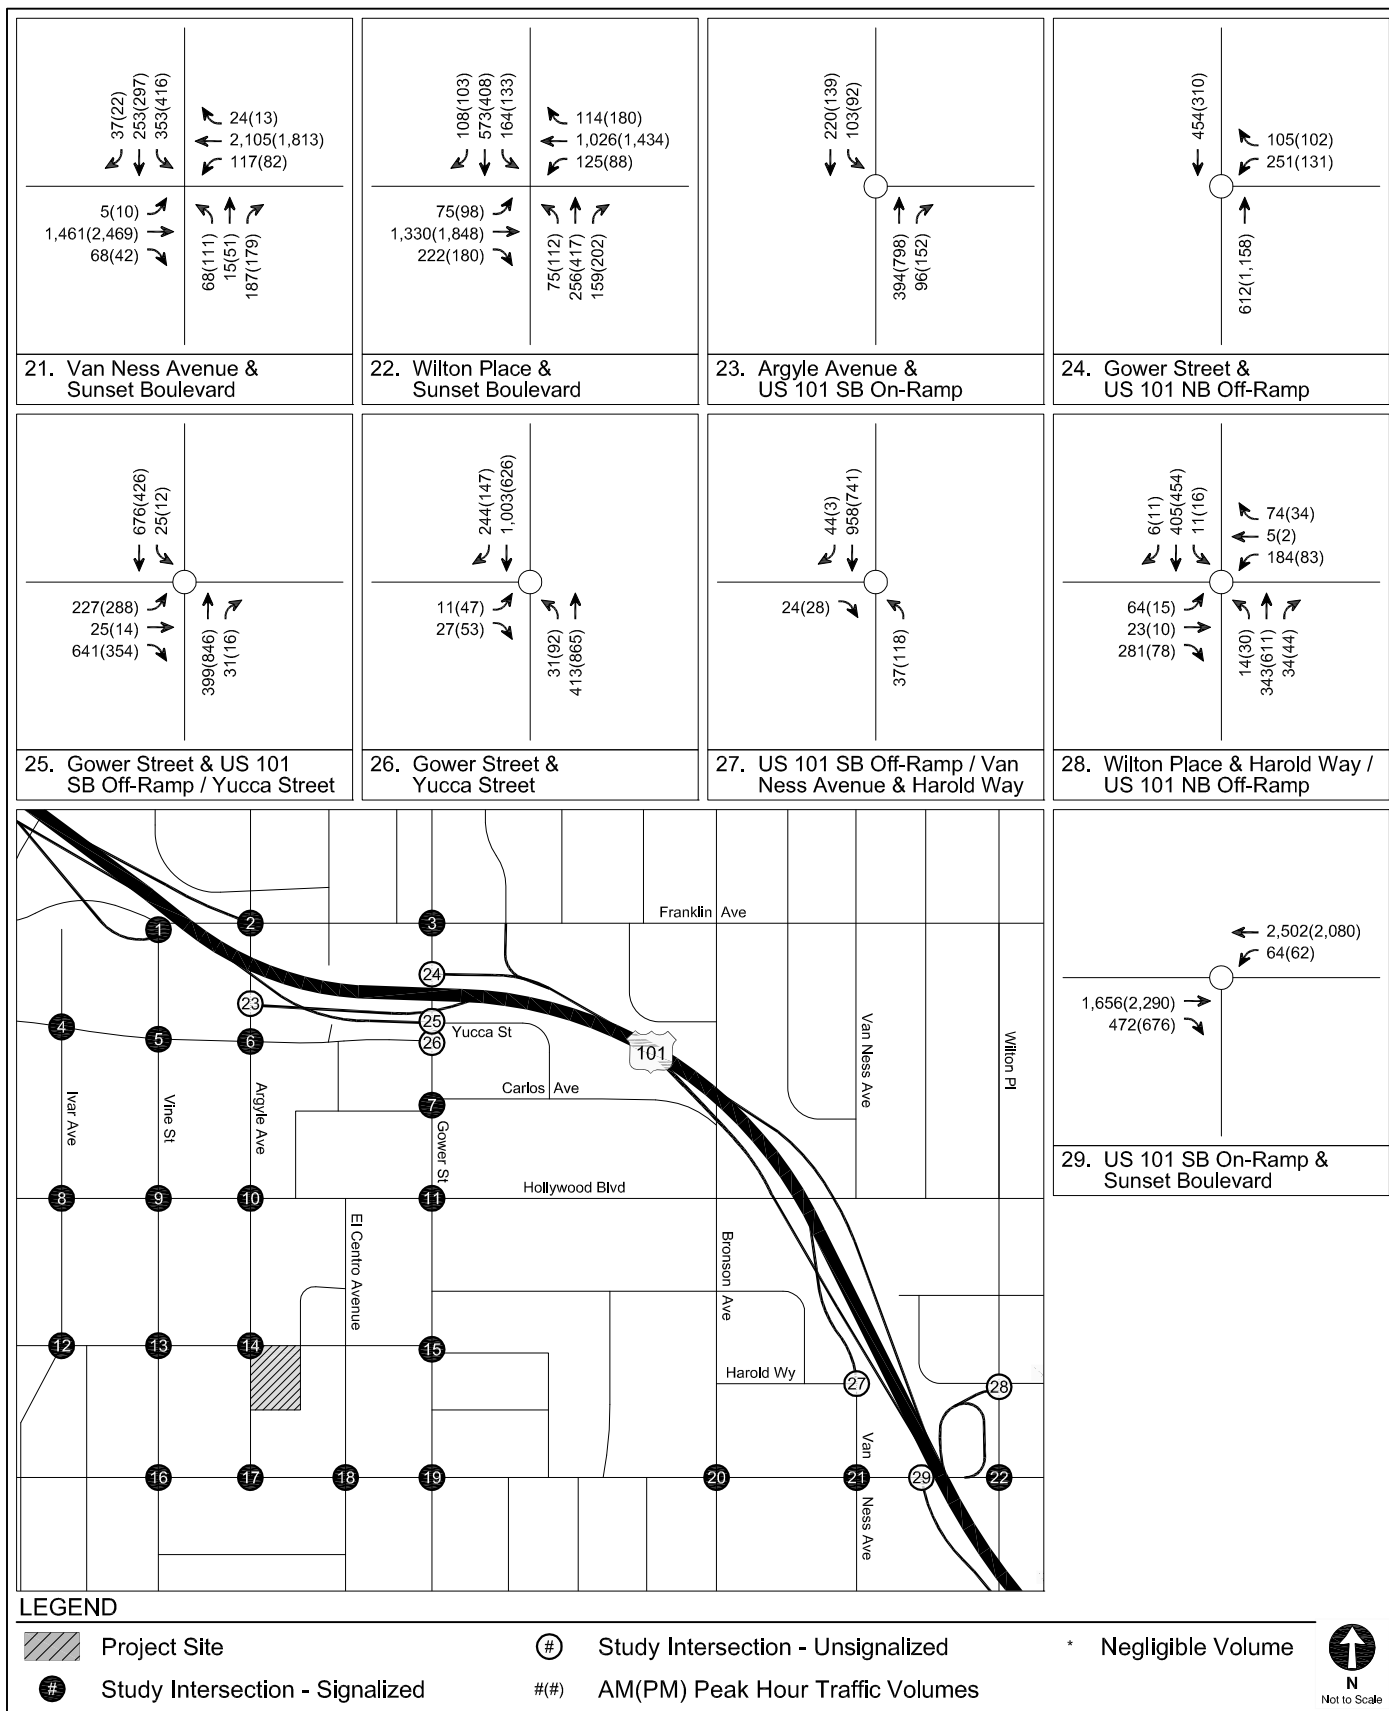 37(22)
253(297)
353(416)
24(13)
2,105(1,813)
117(82)
5(10)
1,461(2,469)
68(42)
68(111)
15(51)
187(179)
21. Van Ness Avenue &
Sunset Boulevard
108(103)
573(408)
164(133)
114(180)
1,026(1,434)
125(88)
75(98)
1,330(1,848)
222(180)
75(112)
256(417)
159(202)
22. Wilton Place &
Sunset Boulevard
220(139)
103(92)
394(798)
96(152)
23. Argyle Avenue &
US 101 SB On-Ramp
454(310)
105(102)
251(131)
612(1,158)
24. Gower Street &
US 101 NB Off-Ramp
676(426)
25(12)
227(288)
25(14)
641(354)
399(846)
31(16)
25. Gower Street & US 101
SB Off-Ramp / Yucca Street
244(147)
1,003(626)
11(47)
27(53)
31(92)
413(865)
26. Gower Street &
Yucca Street
44(3)
958(741)
24(28)
37(118)
27. US 101 SB Off-Ramp / Van
Ness Avenue & Harold Way
6(11)
405(454)
11(16)
74(34)
5(2)
184(83)
64(15)
23(10)
281(78)
14(30)
343(611)
34(44)
28. Wilton Place & Harold Way /
US 101 NB Off-Ramp
2,502(2,080)
64(62)
1,656(2,290)
472(676)
29. US 101 SB On-Ramp &
Sunset Boulevard
Franklin Ave
1
2
3
24
23
25
Yucca St
26
4
5
6
101
Van Ness Ave
Wilton Pl
Carlos Ave
7
Ivar Ave
Vine St
Argyle Ave
Gower St
Hollywood Blvd
8
9
10
11
El Centro Avenue
Bronson Ave
12
13
14
15
Harold Wy
27
28
16
17
18
19
20
21
29
22
Van Ness Ave
LEGEND
Project Site
# Study Intersection - Unsignalized
* Negligible Volume
# Study Intersection - Signalized
#(#) AM(PM) Peak Hour Traffic Volumes
N
Not to Scale